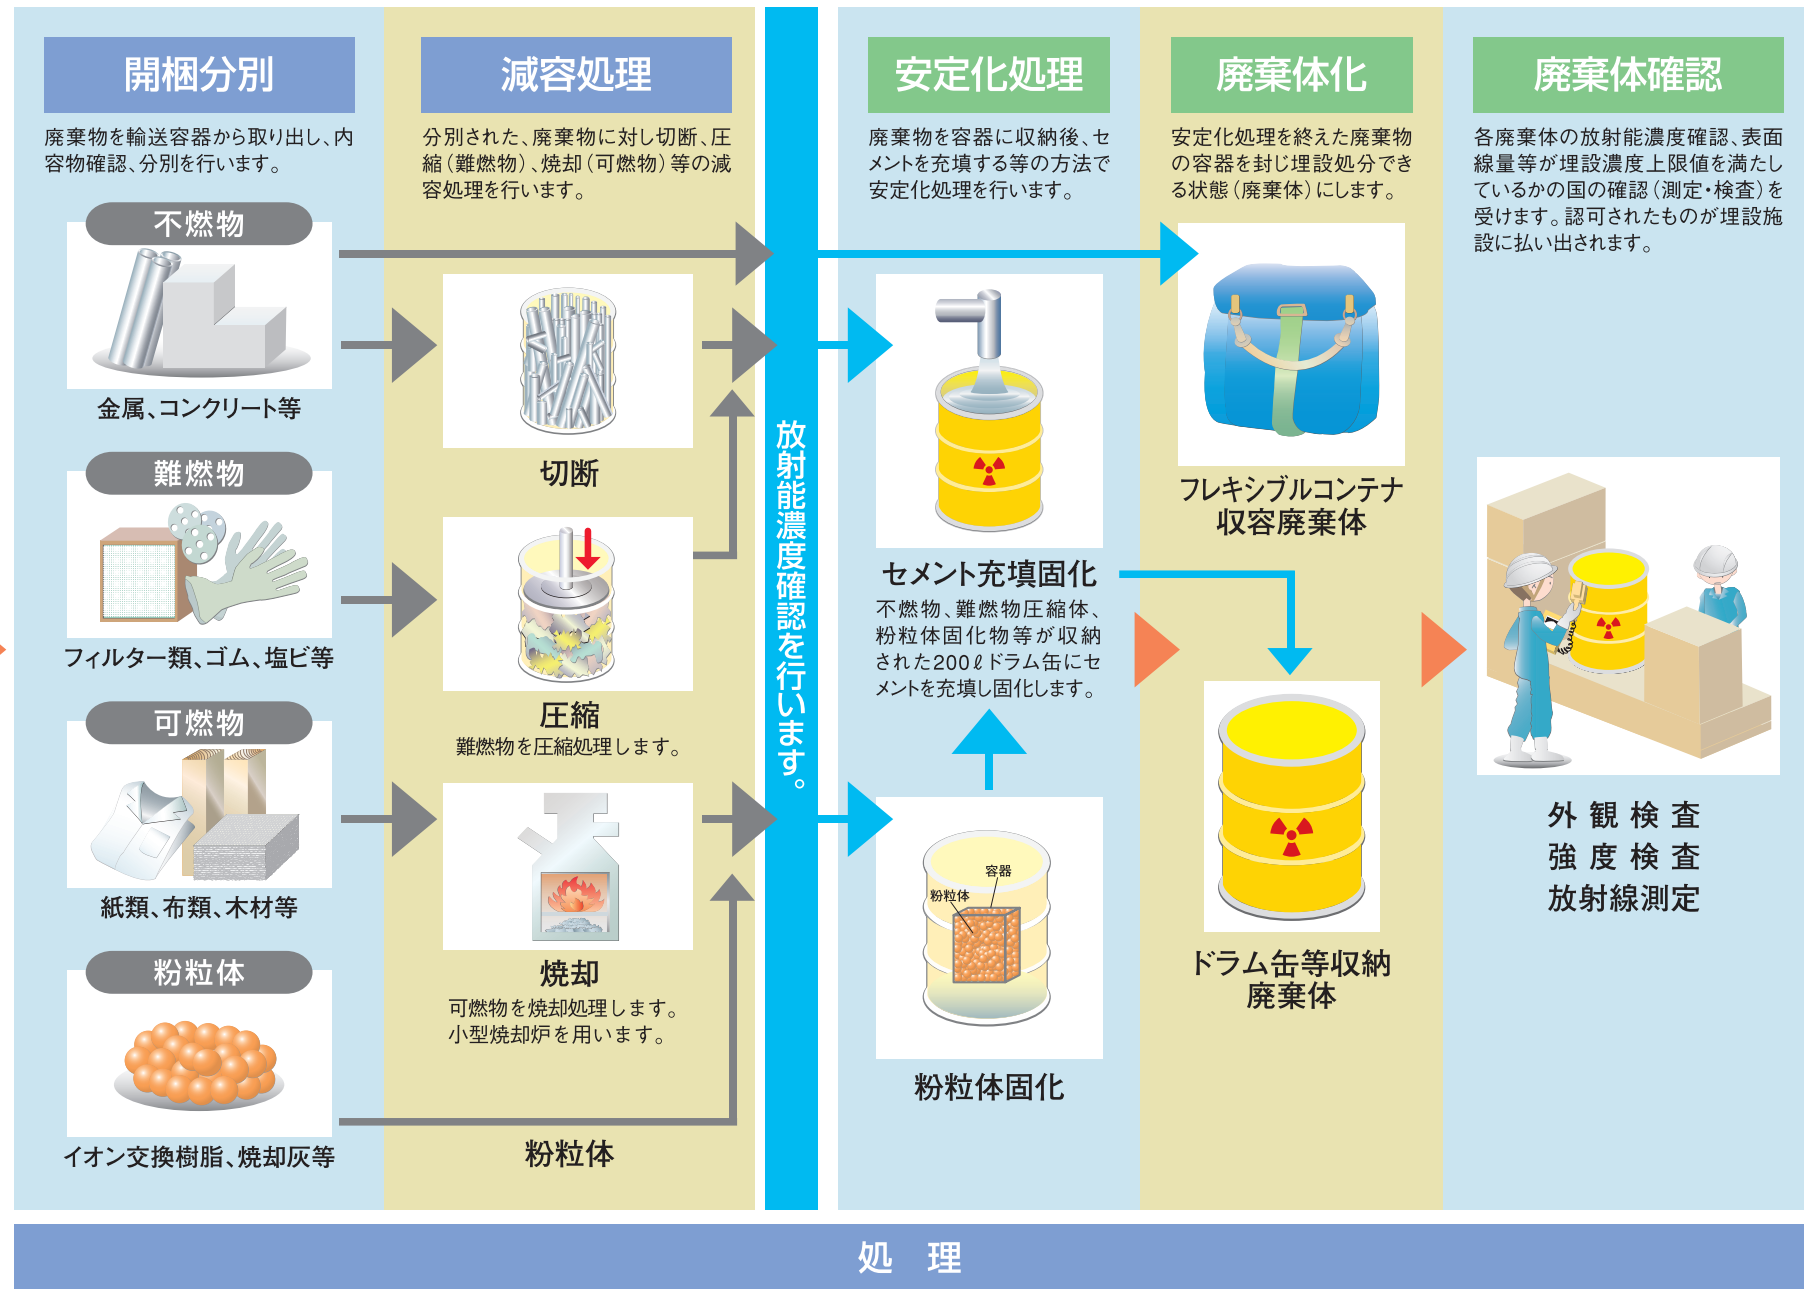 開梱分別
廃棄物を輸送容器から取り出し、内
容物確認、分別を行います。
不燃物
金属、コンクリート等
難燃物
フィルター類、ゴム、塩ビ等
可燃物
紙類、布類、木材等
粉粒体
イオン交換樹脂、焼却灰等
減容処理
分別された、廃棄物に対し切断、圧
縮（難燃物）、焼却（可燃物）等の減
容処理を行います。
切断
圧縮
難燃物を圧縮処理します。
焼却
可燃物を焼却処理します。
小型焼却炉を用います。
粉粒体
放射能濃度確認を行います。
安定化処理
廃棄物を容器に収納後、セ
メントを充填する等の方法で
安定化処理を行います。
セメント充填固化
不燃物、難燃物圧縮体、
粉粒体固化物等が収納
された200ℓドラム缶にセ
メントを充填し固化します。
容器
粉粒体
粉粒体固化
廃棄体化
安定化処理を終えた廃棄物
の容器を封じ埋設処分でき
る状態（廃棄体）にします。
フレキシブルコンテナ
収容廃棄体
ドラム缶等収納
廃棄体
廃棄体確認
各廃棄体の放射能濃度確認、表面
線量等が埋設濃度上限値を満たし
ているかの国の確認（測定・検査）を
受けます。認可されたものが埋設施
設に払い出されます。
外観検査
強度検査
放射線測定
処 理